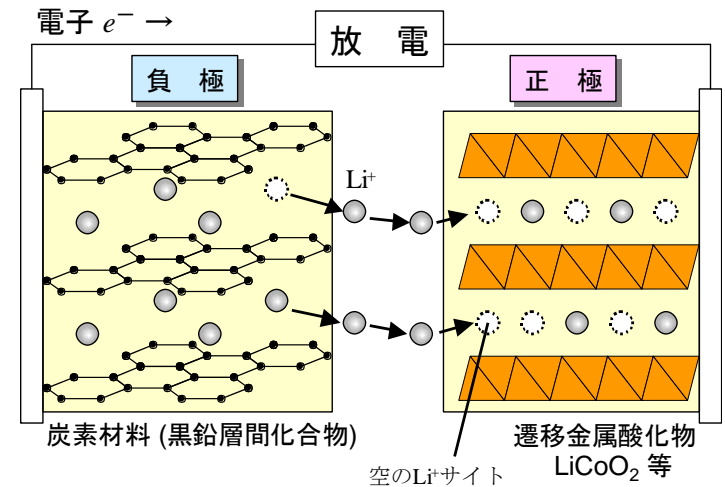 電子 e⁻ →
放 電
負 極
正 極
Li⁺
炭素材料 (黒鉛層間化合物)
遷移金属酸化物
LiCoO₂ 等
空のLi⁺サイト